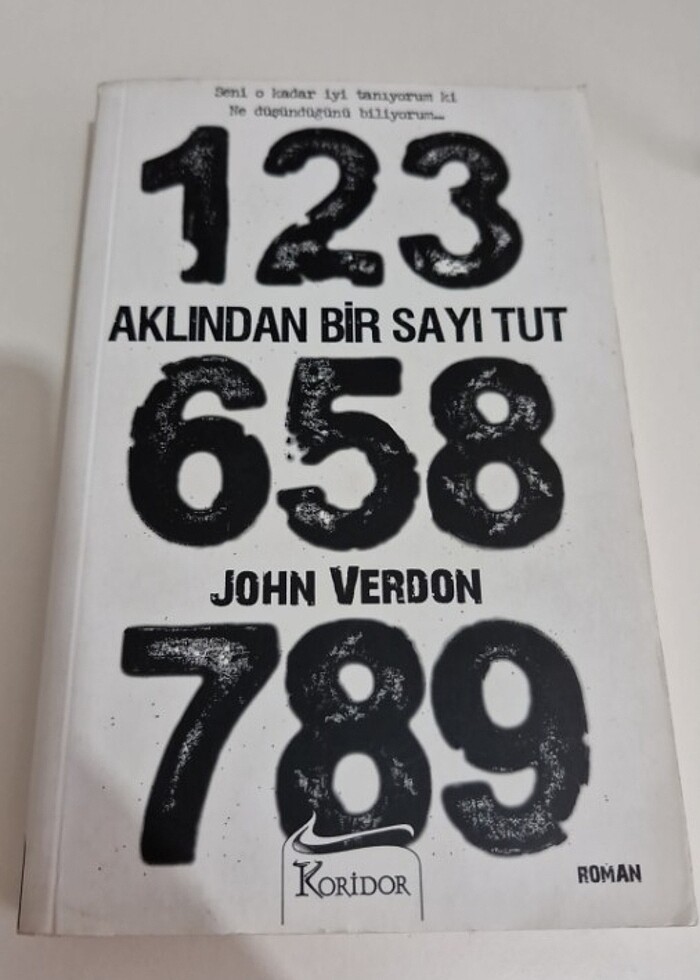 Seni o kadar iyi tanıyorum ki
Ne düşündüğünü biliyorum...
123
AKLINDAN BİR SAYI TUT
658
JOHN VERDON
789
KORİDOR
ROMAN